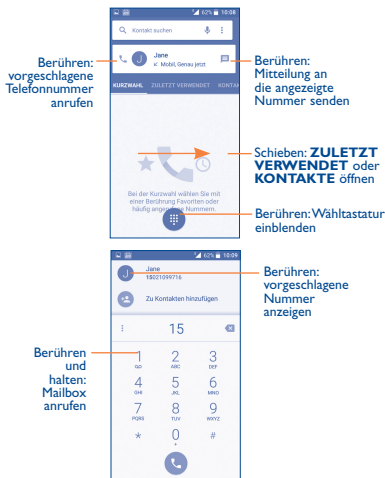 62% 10:08
Kontakt suchen
Jane
Mobil, Genau jetzt
Berühren:
vorgeschlagene
Telefonnummer
anrufen
Berühren:
Mitteilung an
die angezeigte
Nummer senden
KURZWAHL ZULETZT VERWENDET KONTAK
Schieben: ZULETZT
VERWENDET oder
KONTAKTE öffnen
Bei der Kurzwahl wählen Sie mit
einer Berührung Favoriten oder
häufig angerufene Nummern.
Berühren: Wähltastatur
einblenden
62% 10:09
J
Jane
15021099716
Zu Kontakten hinzufügen
Berühren:
vorgeschlagene
Nummer
anzeigen
15
Berühren
und
halten:
Mailbox
anrufen
1 2 3
ABC DEF
4 5 6
GHI JKL MNO
7 8 9
PQRS TUV WXYZ
* 0 #
+